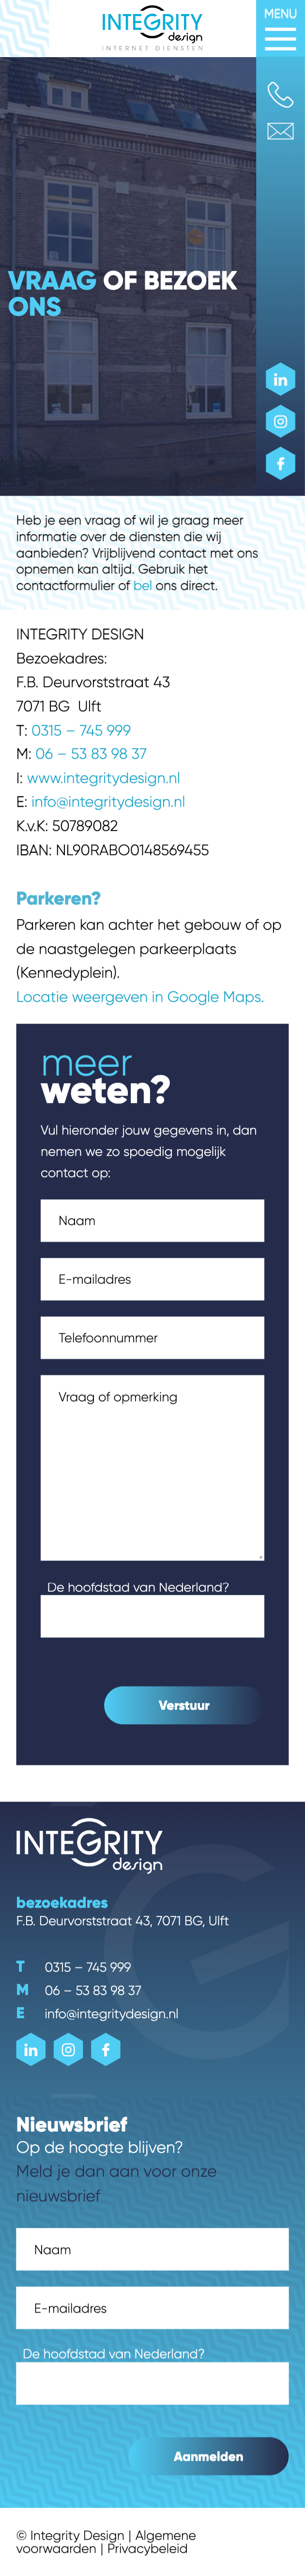 INTEGRITY
design
INTERNET DIENSTEN
MENU
VRAAG OF BEZOEK
ONS
Heb je een vraag of wil je graag meer
informatie over de diensten die wij
aanbieden? Vrijblijvend contact met ons
opnemen kan altijd. Gebruik het
contactformulier of bel ons direct.
INTEGRITY DESIGN
Bezoekadres:
F.B. Deurvorststraat 43
7071 BG Ulft
T: 0315 – 745 999
M: 06 – 53 83 98 37
I: www.integritydesign.nl
E: info@integritydesign.nl
K.v.K: 50789082
IBAN: NL90RABO0148569455
Parkeren?
Parkeren kan achter het gebouw of op
de naastgelegen parkeerplaats
(Kennedyplein).
Locatie weergeven in Google Maps.
meer
weten?
Vul hieronder jouw gegevens in, dan
nemen we zo spoedig mogelijk
contact op:
Naam
E-mailadres
Telefoonnummer
Vraag of opmerking
De hoofdstad van Nederland?
Verstuur
INTEGRITY
design
bezoekadres
F.B. Deurvorststraat 43, 7071 BG, Ulft
T 0315 – 745 999
M 06 – 53 83 98 37
E info@integritydesign.nl
Nieuwsbrief
Op de hoogte blijven?
Meld je dan aan voor onze
nieuwsbrief
Naam
E-mailadres
De hoofdstad van Nederland?
Aanmelden
© Integrity Design | Algemene
voorwaarden | Privacybeleid